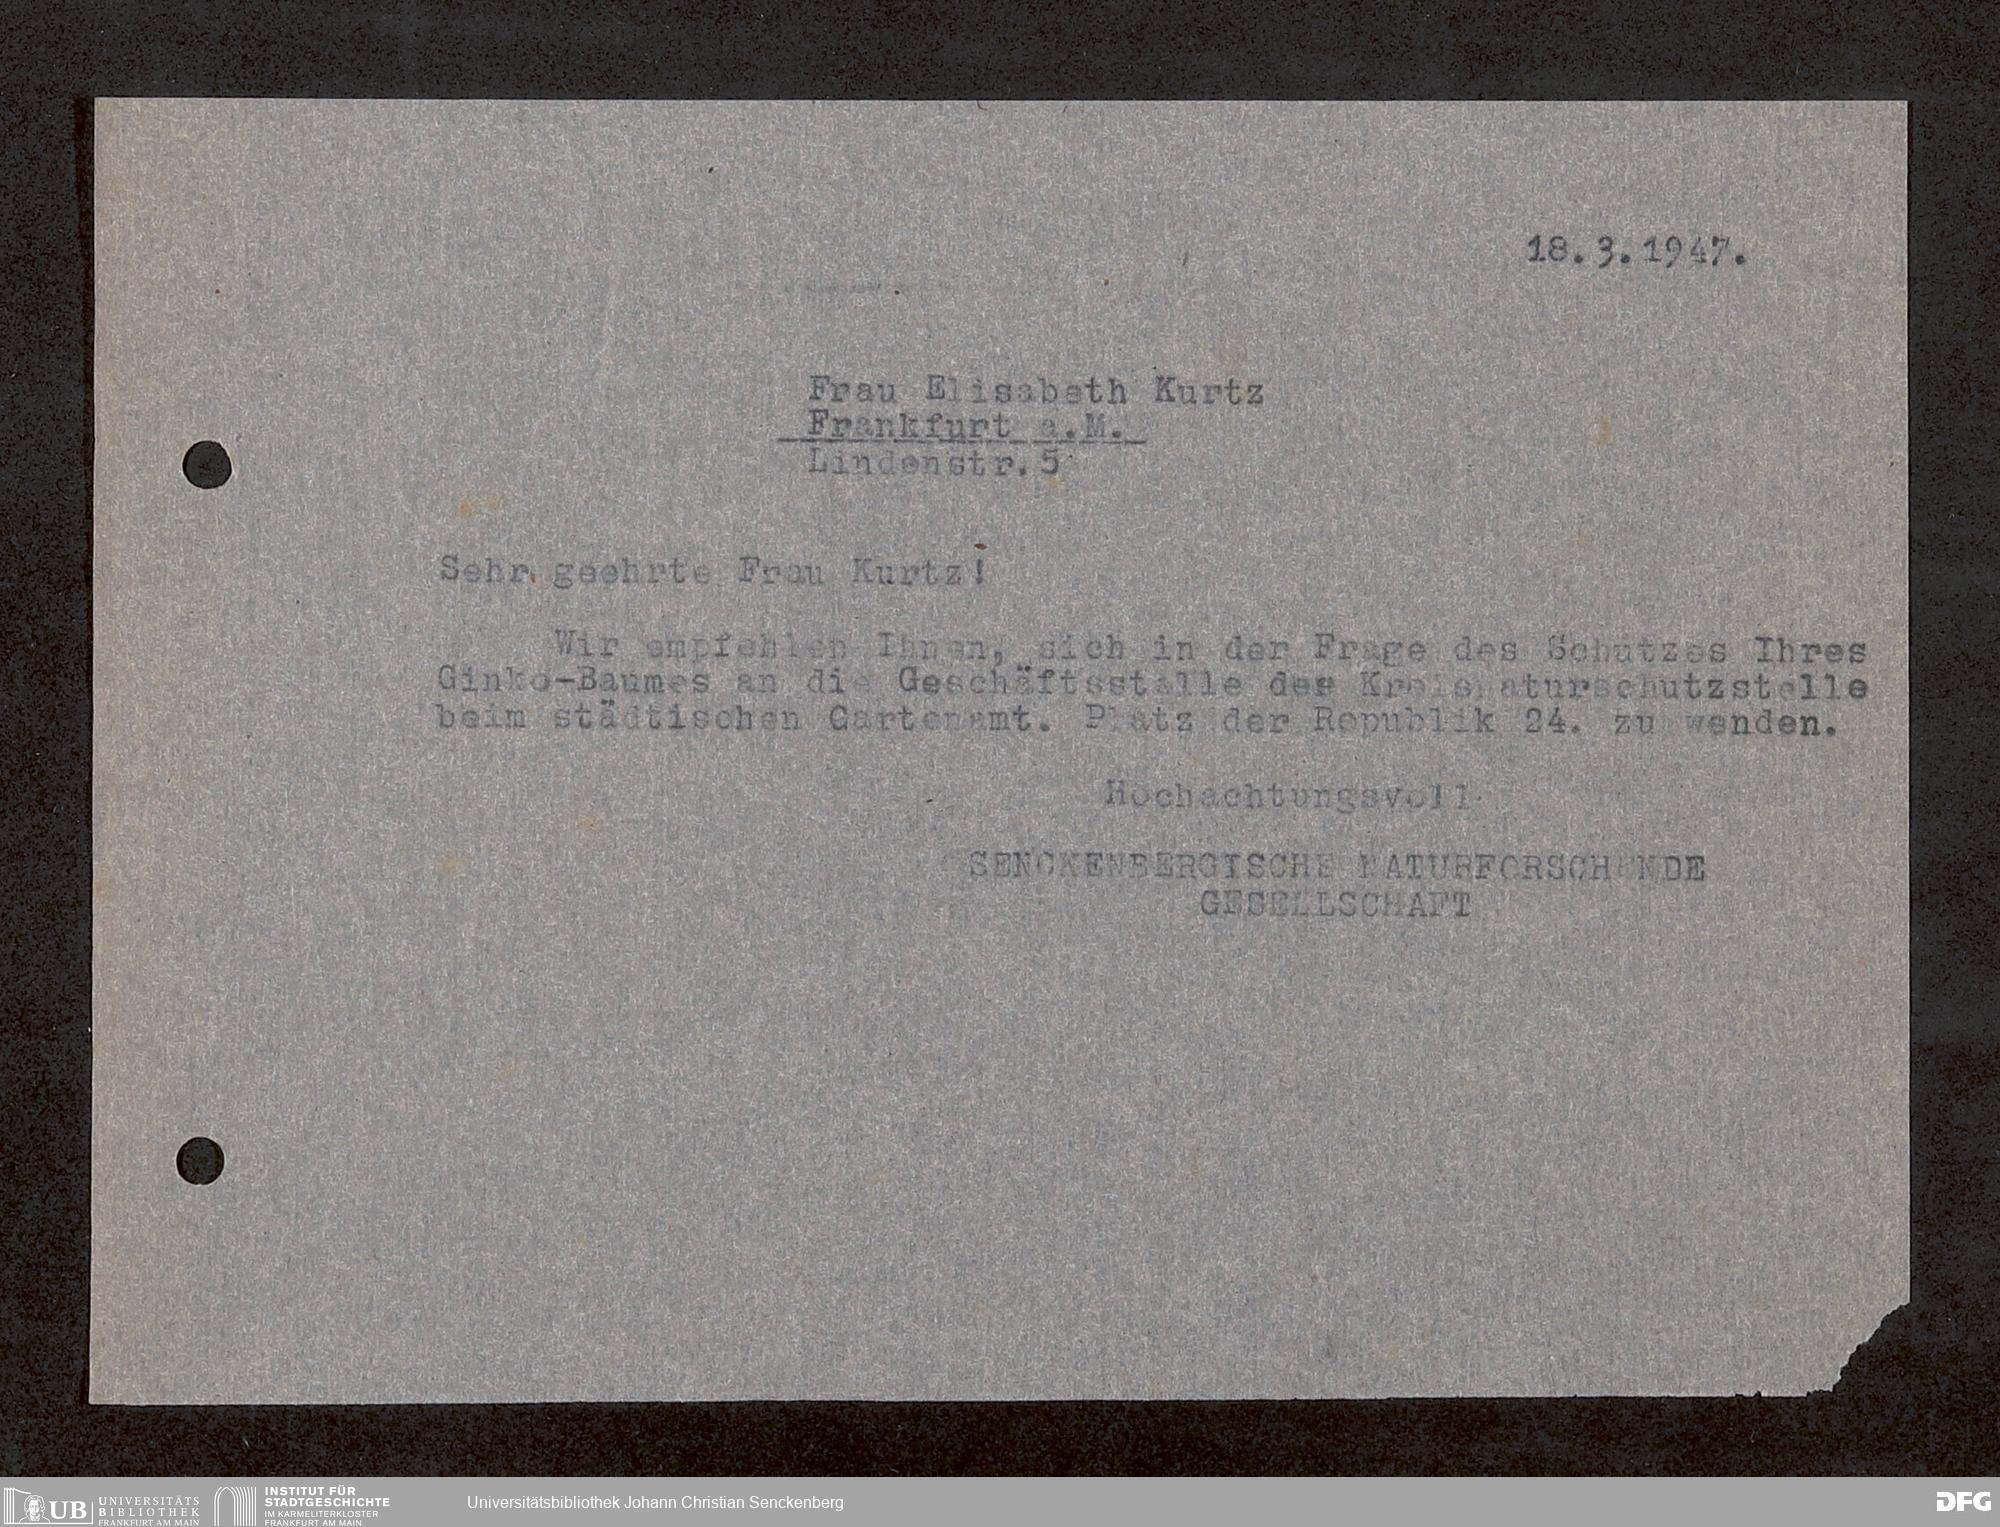 18.3.1947.
Frau Elisabeth Kurtz
Frankfurt a.M.
Lindenstr.5
Sehr geehrte Frau Kurtz!
Wir empfehlen Ihnen, sich in der Frage des Schutzes Ihres
Ginko-Baumes an die Geschäftsstelle der Kreisnaturschutzstelle
beim städtischen Gartenamt. Platz der Republik 24. zu wenden.
Hochachtungsvoll
SENCKENBERGISCHE NATURFORSCHENDE
GESELLSCHAFT
UB UNIVERSITÄTS
BIBLIOTHEK
FRANKFURT AM MAIN
INSTITUT FÜR
STADTGESCHICHTE
IM KARMELITERKLOSTER
FRANKFURT AM MAIN
Universitätsbibliothek Johann Christian Senckenberg
DFG